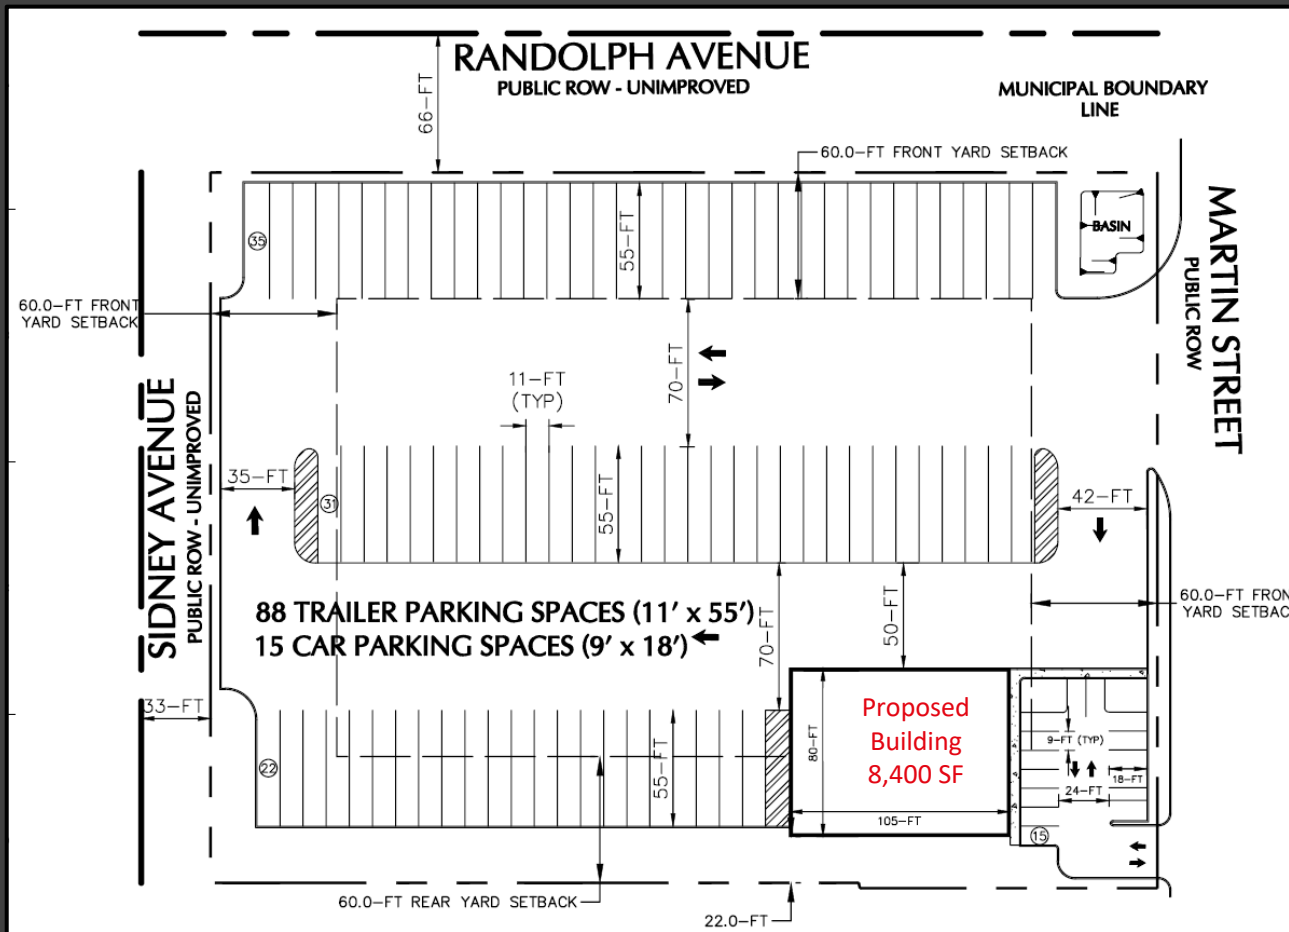 RANDOLPH AVENUE
PUBLIC ROW - UNIMPROVED
MUNICIPAL BOUNDARY
LINE
66-FT
60.0-FT FRONT YARD SETBACK
MARTIN STREET
PUBLIC ROW
BASIN
35
55-FT
60.0-FT FRONT
YARD SETBACK
70-FT
11-FT
(TYP)
SIDNEY AVENUE
PUBLIC ROW - UNIMPROVED
35-FT
31
55-FT
42-FT
60.0-FT FRON
YARD SETBAC
88 TRAILER PARKING SPACES (11' x 55')
15 CAR PARKING SPACES (9' x 18')
70-FT
50-FT
33-FT
22
55-FT
80-FT
Proposed
Building
8,400 SF
105-FT
9-FT (TYP)
18-FT
24-FT
15
60.0-FT REAR YARD SETBACK
22.0-FT